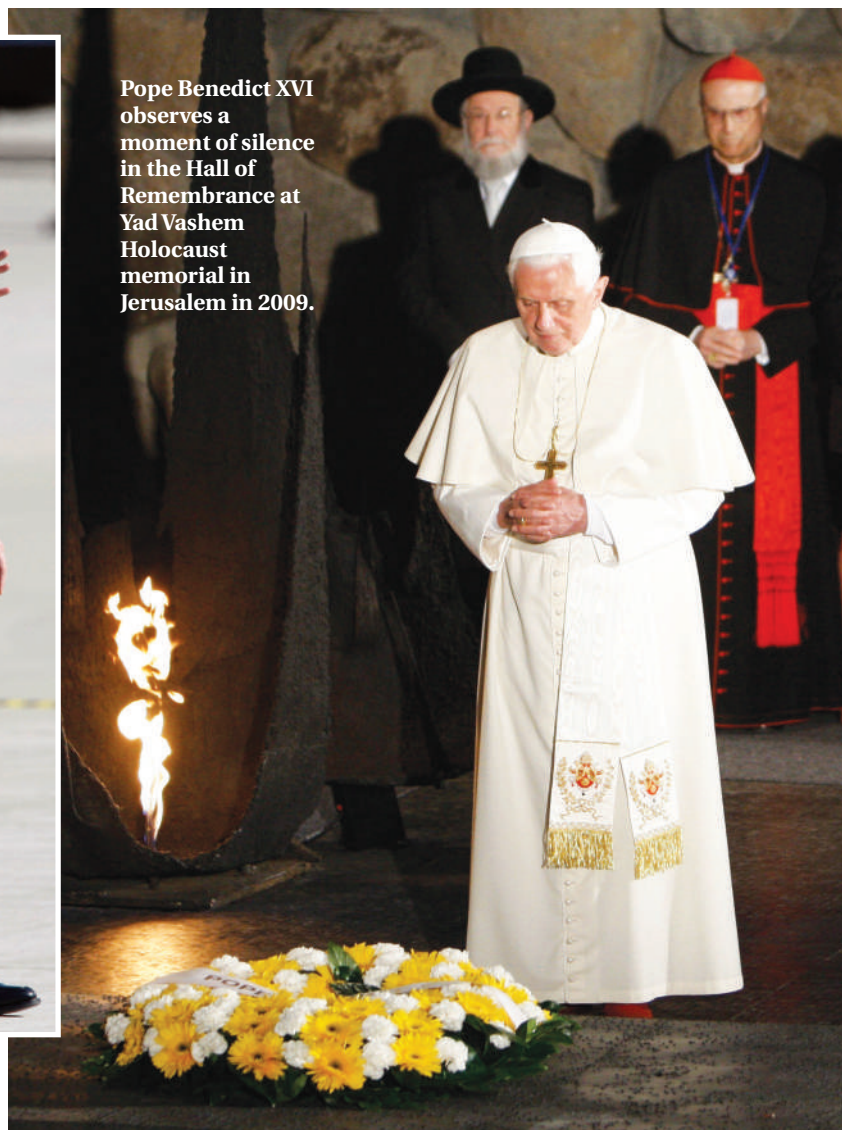 Pope Benedict XVI
observes a
moment of silence
in the Hall of
Remembrance at
Yad Vashem
Holocaust
memorial in
Jerusalem in 2009.
POPE